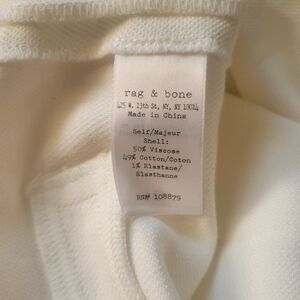 rag & bone
425 W. 13th St, NY, NY 10014
Made in China
Self/Majeur
Shell:
50% Viscose
49% Cotton/Coton
1% Elastane/
Elasthanne
RN# 108879